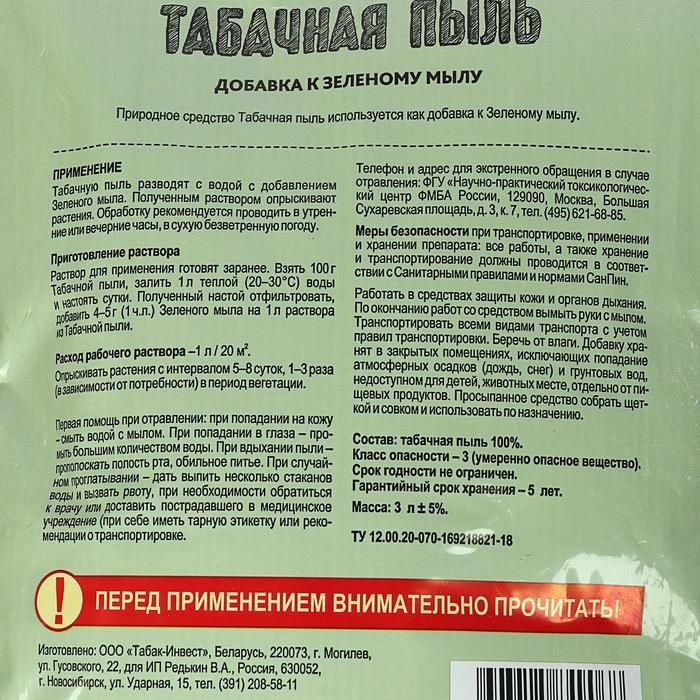 ТАБАЧНАЯ ПЫЛЬ
ДОБАВКА К ЗЕЛЕНОМУ МЫЛУ
Природное средство Табачная пыль используется как добавка к Зеленому мылу.
ПРИМЕНЕНИЕ
Табачную пыль разводят с водой с добавлением
Зеленого мыла. Полученным раствором опрыскивают
растения. Обработку рекомендуется проводить в утрен-
ние или вечерние часы, в сухую безветренную погоду.
Приготовление раствора
Раствор для применения готовят заранее. Взять 100 г
Табачной пыли, залить 1 л теплой (20–30°С) воды
и настоять сутки. Полученный настой отфильтровать,
добавить 4–5 г (1 ч.л.) Зеленого мыла на 1 л раствора
из Табачной пыли.
Расход рабочего раствора –1 л / 20 м².
Опрыскивать растения с интервалом 5–8 суток, 1–3 раза
(в зависимости от потребности) в период вегетации.
Первая помощь при отравлении: при попадании на кожу
– смыть водой с мылом. При попадании в глаза – про-
мыть большим количеством воды. При вдыхании пыли –
прополоскать полость рта, обильное питье. При случай-
ном проглатывании – дать выпить несколько стаканов
воды и вызвать рвоту, при необходимости обратиться
к врачу или доставить пострадавшего в медицинское
учреждение (при себе иметь тарную этикетку или реко-
мендации о транспортировке.
Телефон и адрес для экстренного обращения в случае
отравления: ФГУ «Научно-практический токсикологичес-
кий центр ФМБА России, 129090, Москва, Большая
Сухаревская площадь, д. 3, к. 7, тел. (495) 621-68-85.
Меры безопасности при транспортировке, применении
и хранении препарата: все работы, а также хранение
и транспортирование должны проводится в соответ-
ствии с Санитарными правилами и нормами СанПин.
Работать в средствах защиты кожи и органов дыхания.
По окончанию работ со средством вымыть руки с мылом.
Транспортировать всеми видами транспорта с учетом
правил транспортировки. Беречь от влаги. Добавку хра-
нят в закрытых помещениях, исключающих попадание
атмосферных осадков (дождь, снег) и грунтовых вод,
недоступном для детей, животных месте, отдельно от пи-
щевых продуктов. Просыпанное средство собрать щет-
кой и совком и использовать по назначению.
Состав: табачная пыль 100%.
Класс опасности – 3 (умеренно опасное вещество).
Срок годности не ограничен.
Гарантийный срок хранения – 5 лет.
Масса: 3 л ± 5%.
ТУ 12.00.20-070-169218821-18
! ПЕРЕД ПРИМЕНЕНИЕМ ВНИМАТЕЛЬНО ПРОЧИТАТЬ!
Изготовлено: ООО «Табак-Инвест», Беларусь, 220073, г. Могилев,
ул. Гусовского, 22, для ИП Редькин В.А., Россия, 630052,
г. Новосибирск, ул. Ударная, 15, тел. (391) 208-58-11